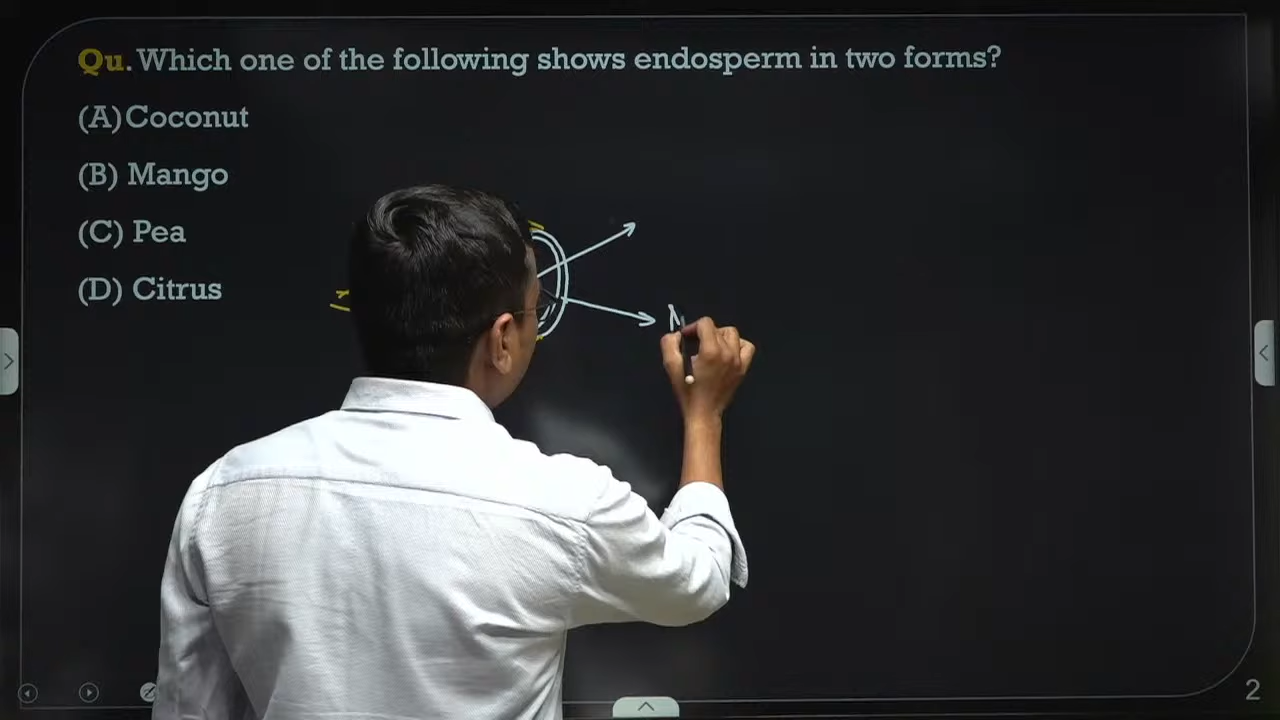 Qu. Which one of the following shows endosperm in two forms?
(A) Coconut
(B) Mango
(C) Pea
(D) Citrus
2